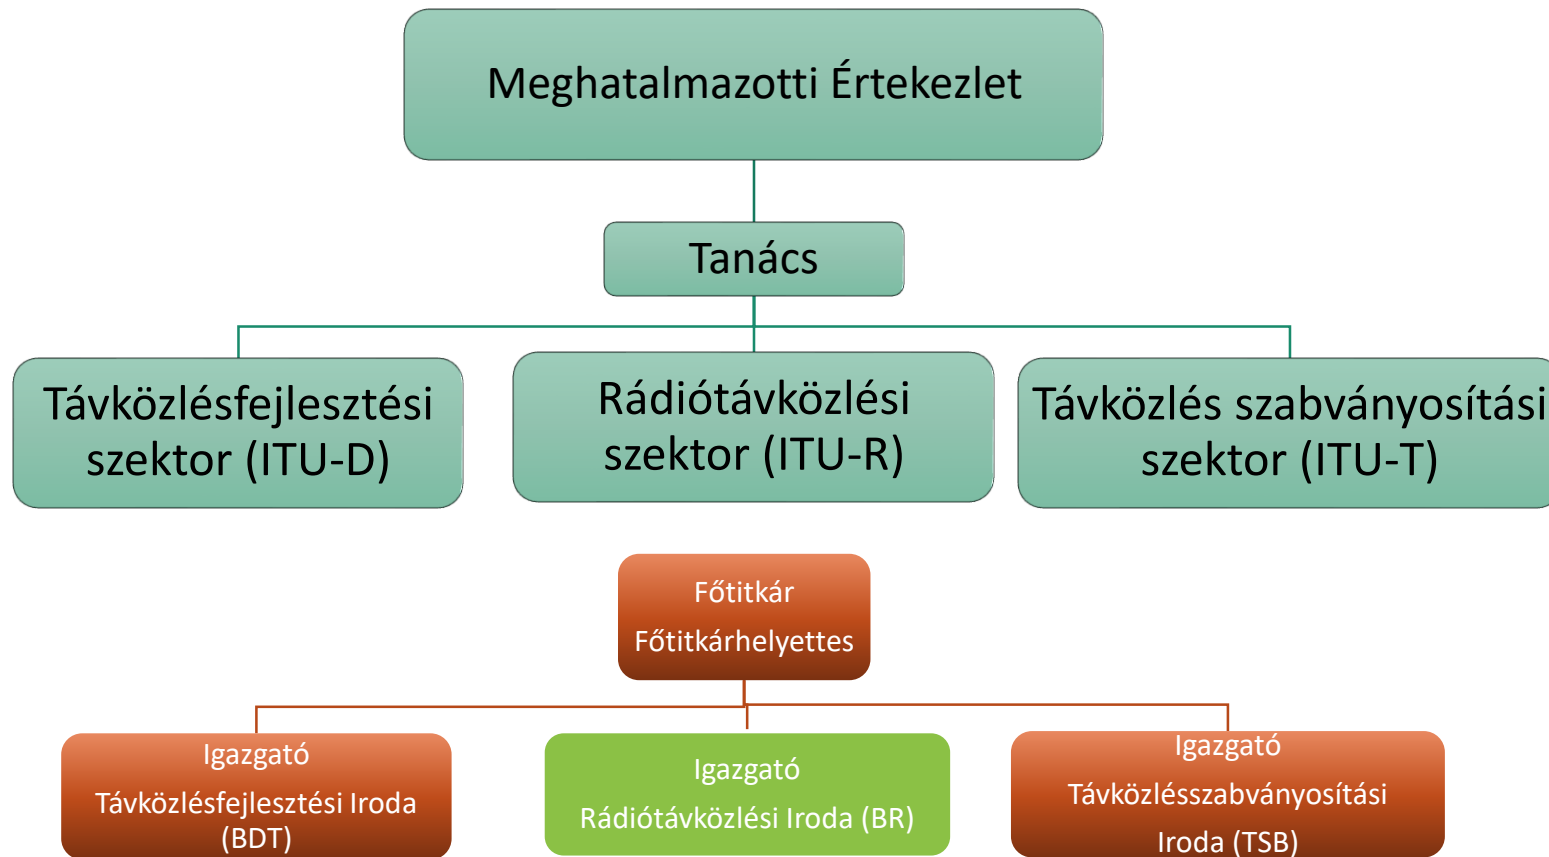 Meghatalmazotti Értekezlet
Tanács
Távközlésfejlesztési
szektor (ITU-D)
Rádiótávközlési
szektor (ITU-R)
Távközlés szabványosítási
szektor (ITU-T)
Főtitkár
Főtitkárhelyettes
Igazgató
Távközlésfejlesztési Iroda
(BDT)
Igazgató
Rádiótávközlési Iroda (BR)
Igazgató
Távközlésszabványosítási
Iroda (TSB)